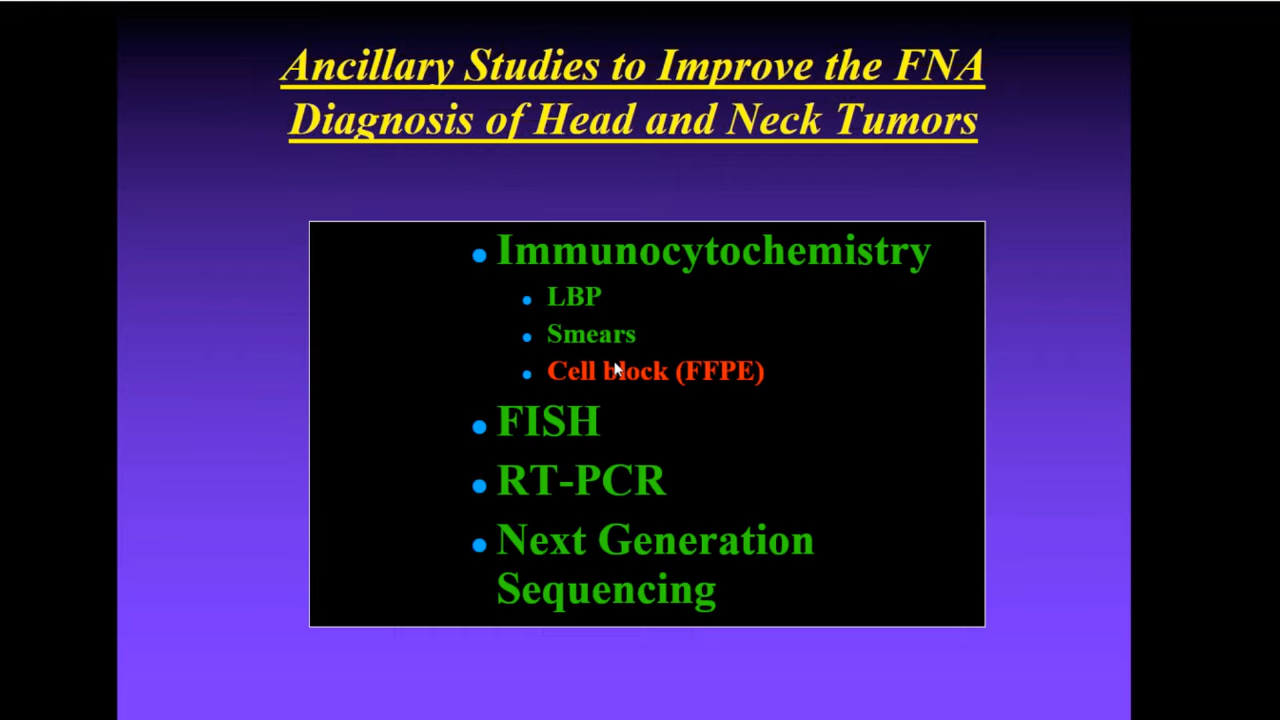 Ancillary Studies to Improve the FNA
Diagnosis of Head and Neck Tumors
Immunocytochemistry
LBP
Smears
Cell block (FFPE)
FISH
RT-PCR
Next Generation
Sequencing